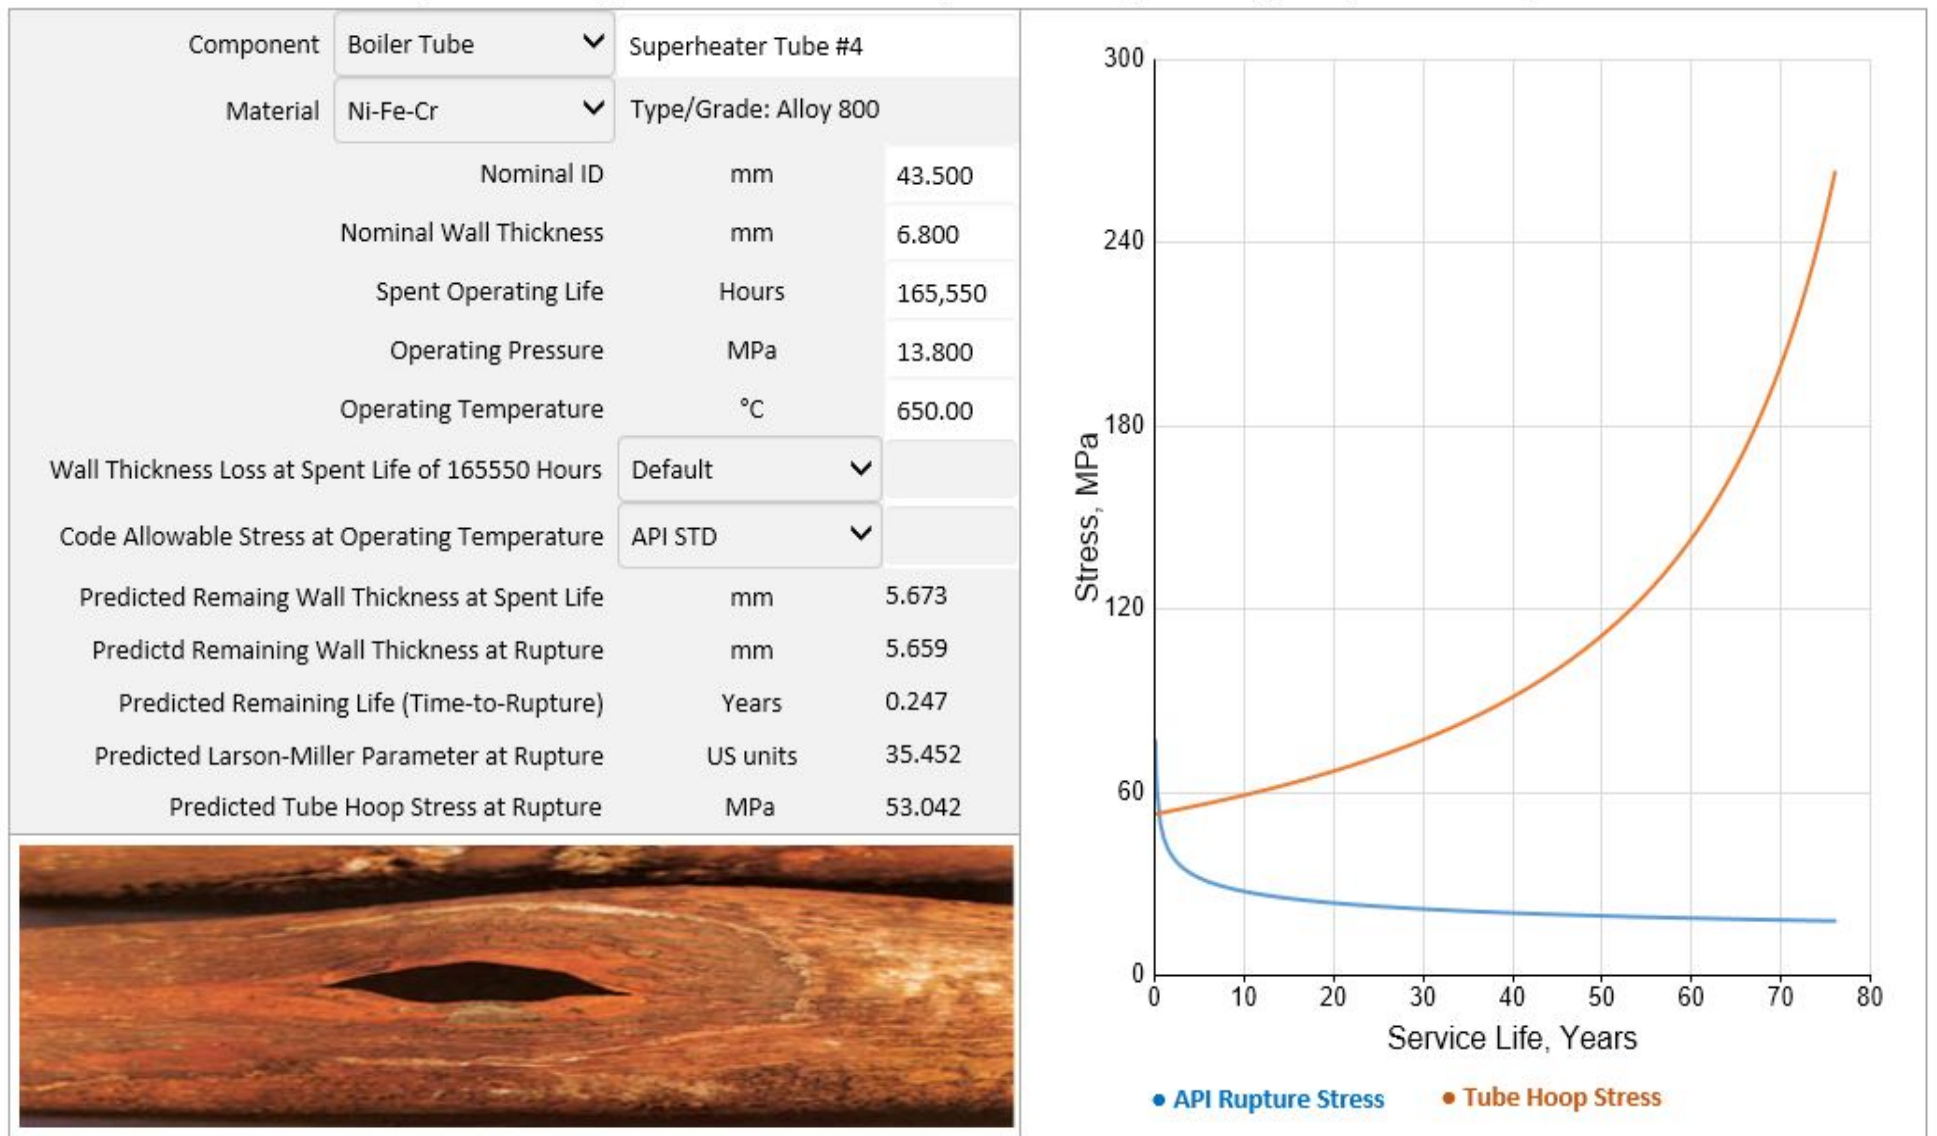 Component Boiler Tube Superheater Tube #4
Material Ni-Fe-Cr Type/Grade: Alloy 800
Nominal ID mm 43.500
Nominal Wall Thickness mm 6.800
Spent Operating Life Hours 165,550
Operating Pressure MPa 13.800
Operating Temperature °C 650.00
Wall Thickness Loss at Spent Life of 165550 Hours Default
Code Allowable Stress at Operating Temperature API STD
Predicted Remaing Wall Thickness at Spent Life mm 5.673
Predictd Remaining Wall Thickness at Rupture mm 5.659
Predicted Remaining Life (Time-to-Rupture) Years 0.247
Predicted Larson-Miller Parameter at Rupture US units 35.452
Predicted Tube Hoop Stress at Rupture MPa 53.042
300
240
180
120
60
0
Stress, MPa
0 10 20 30 40 50 60 70 80
Service Life, Years
API Rupture Stress Tube Hoop Stress